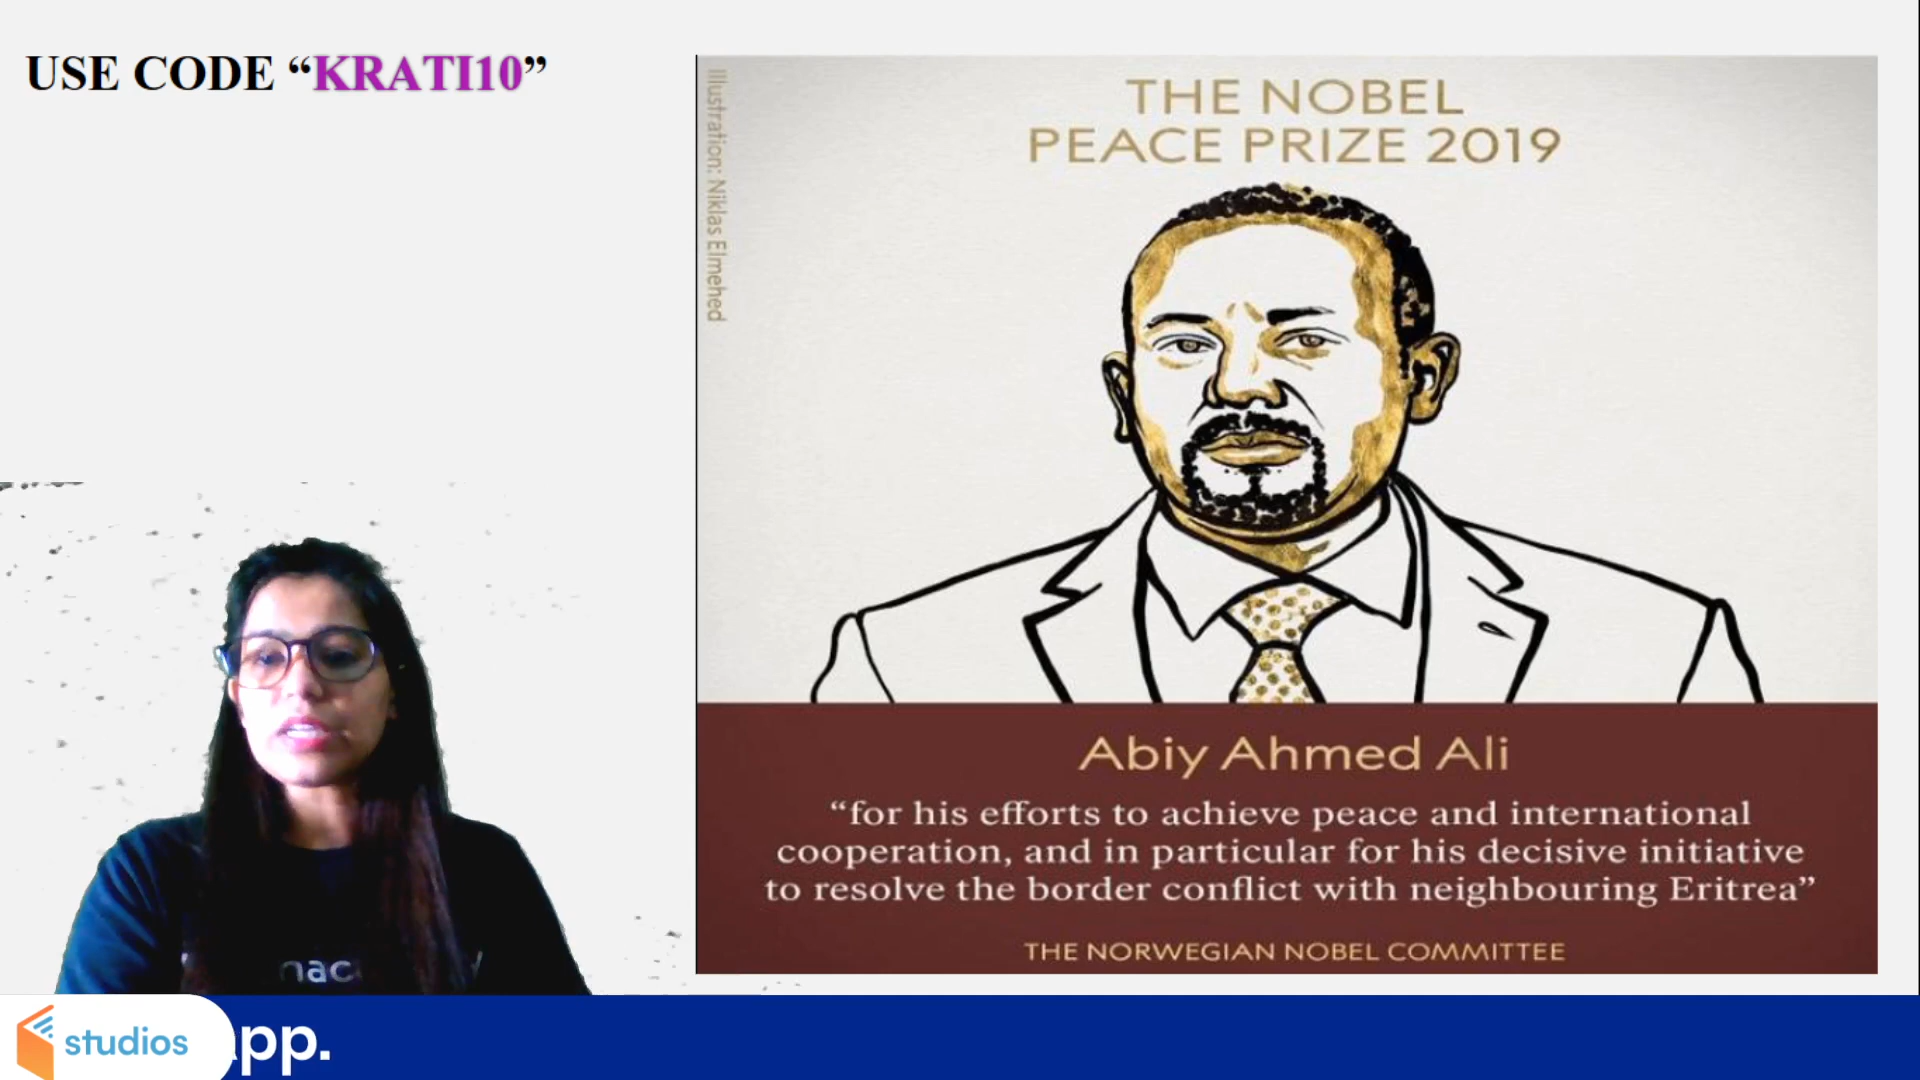 USE CODE “KRATI10”
Illustration: Niklas Elmehed
THE NOBEL
PEACE PRIZE 2019
Abiy Ahmed Ali
“for his efforts to achieve peace and international
cooperation, and in particular for his decisive initiative
to resolve the border conflict with neighbouring Eritrea”
THE NORWEGIAN NOBEL COMMITTEE
studios